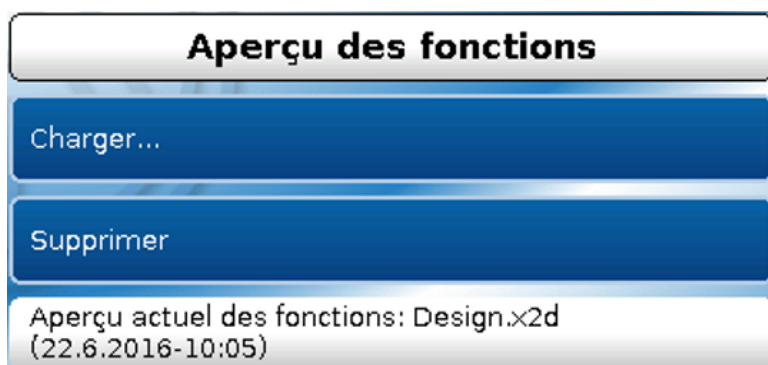 Aperçu des fonctions
Charger...
Supprimer
Aperçu actuel des fonctions: Design.x2d
(22.6.2016-10:05)